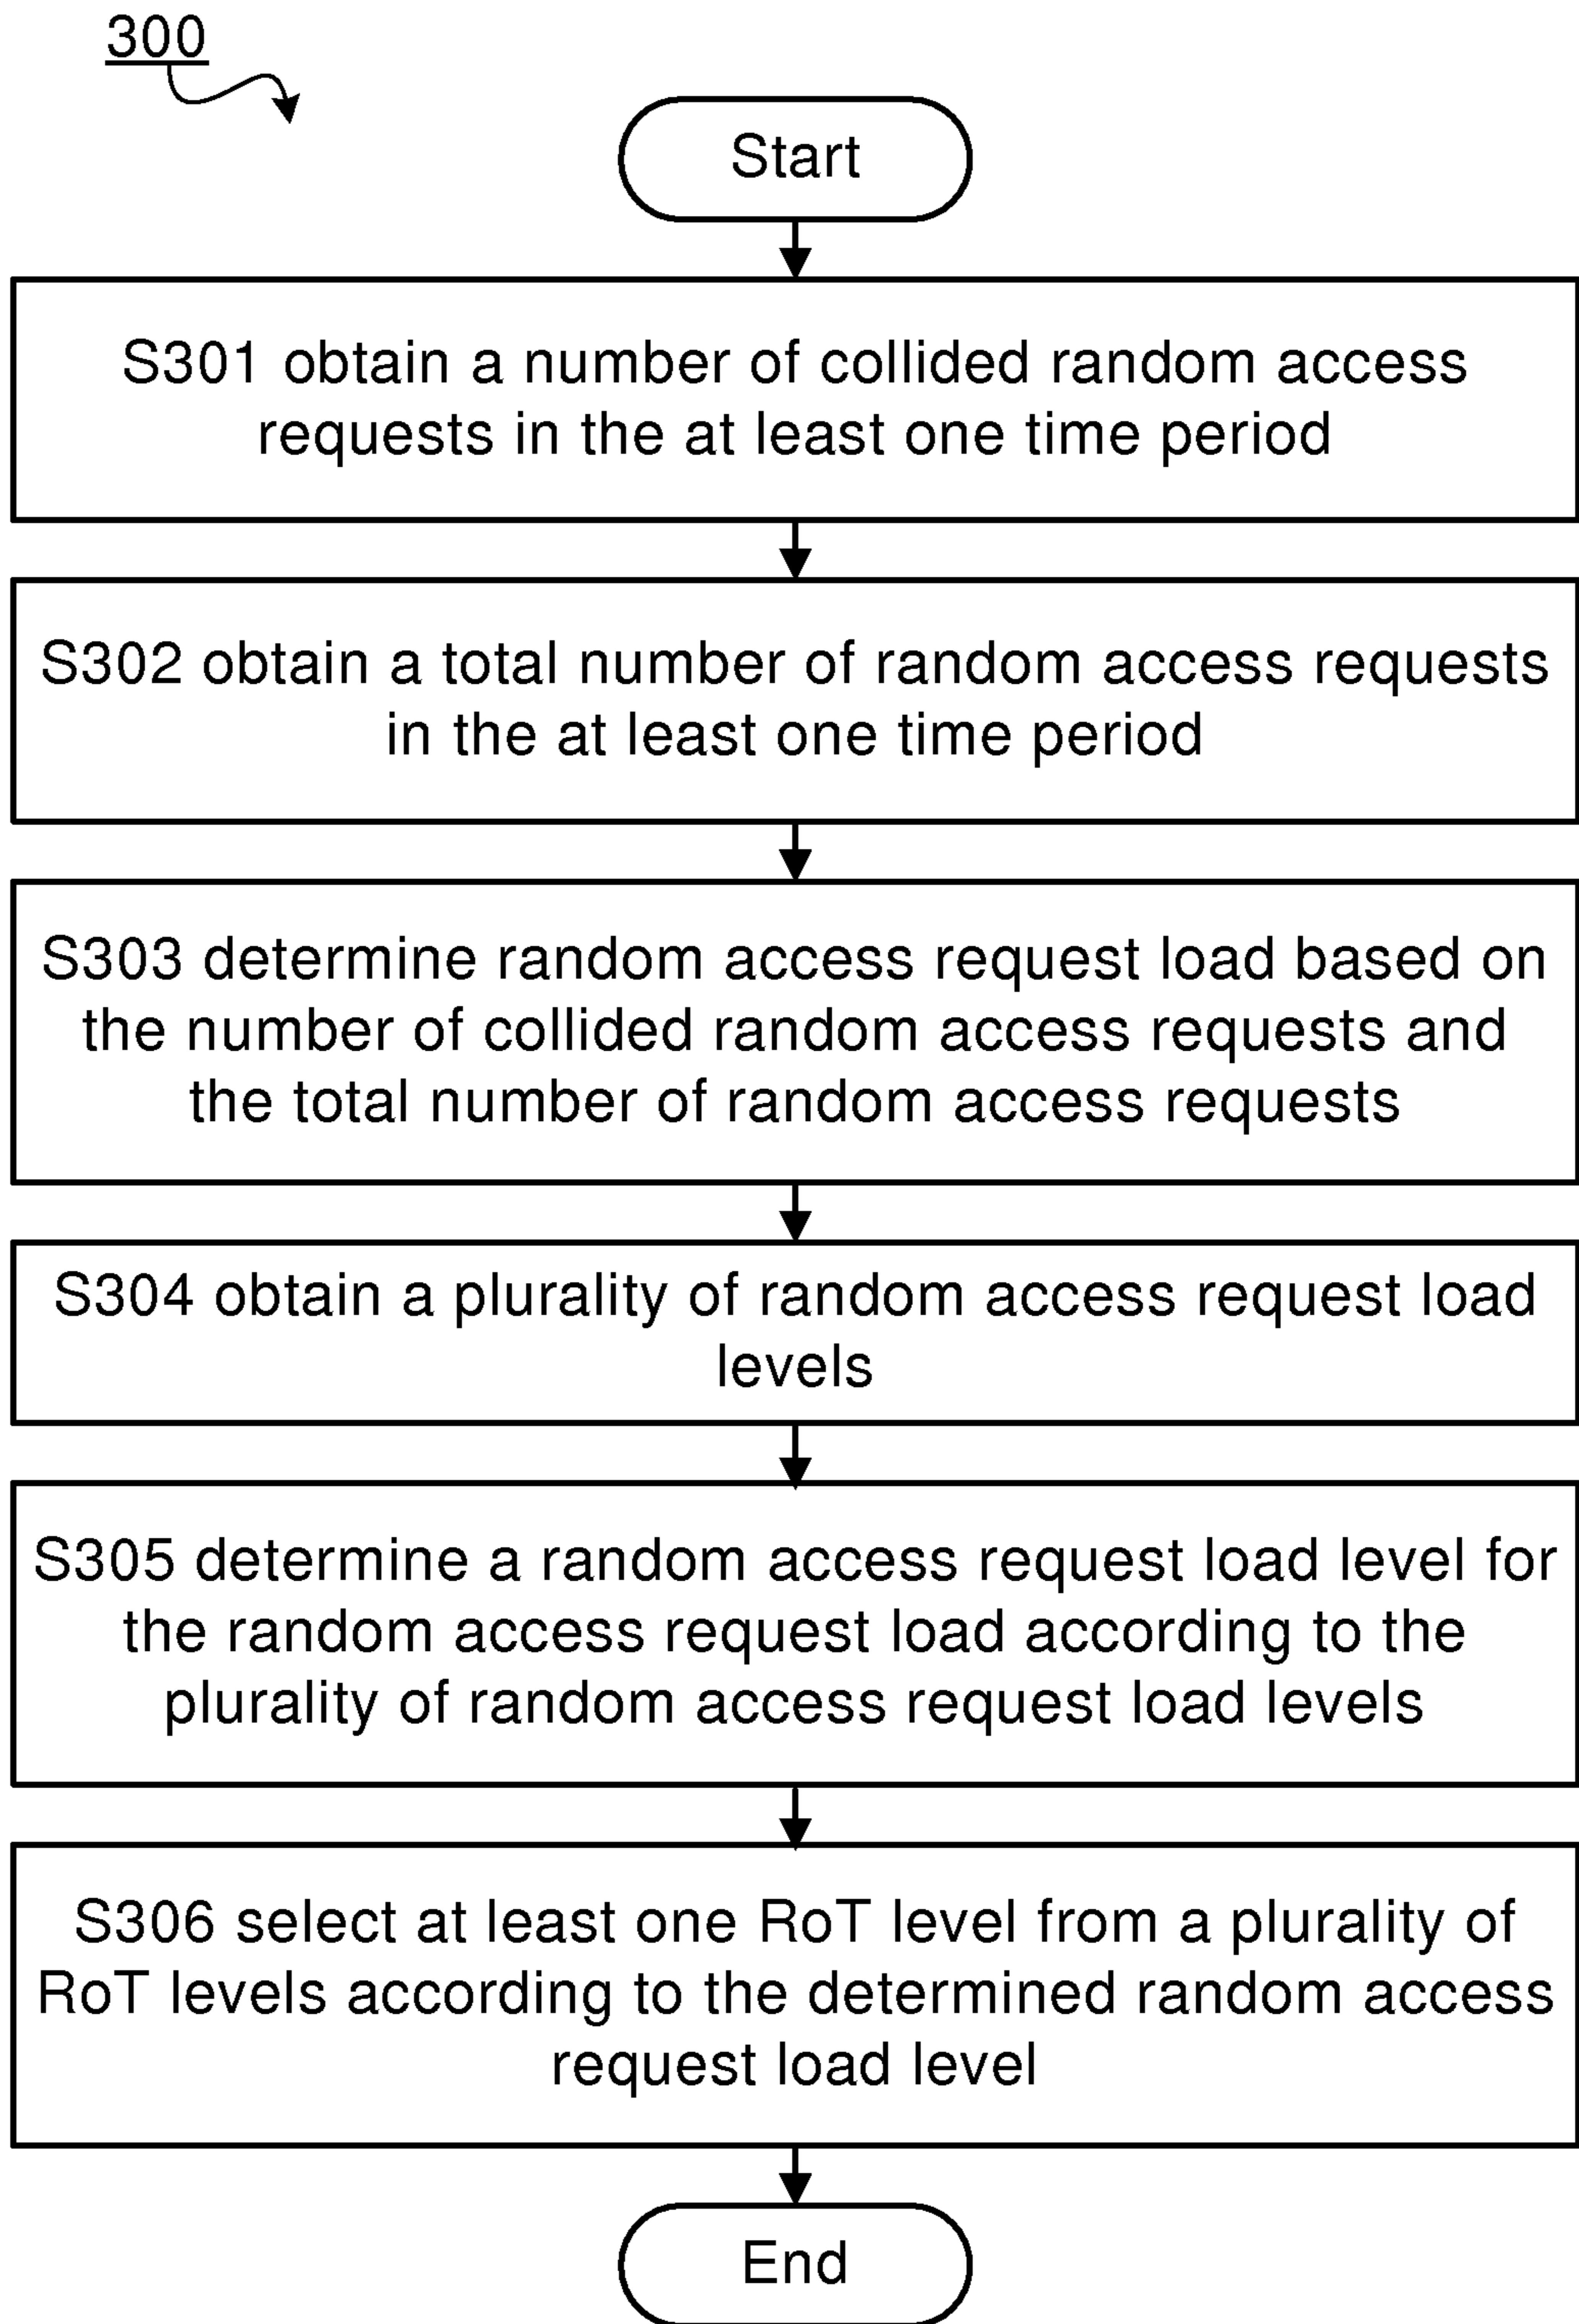 300
Start
S301 obtain a number of collided random access
requests in the at least one time period
S302 obtain a total number of random access requests
in the at least one time period
S303 determine random access request load based on
the number of collided random access requests and
the total number of random access requests
S304 obtain a plurality of random access request load
levels
S305 determine a random access request load level for
the random access request load according to the
plurality of random access request load levels
S306 select at least one RoT level from a plurality of
RoT levels according to the determined random access
request load level
End